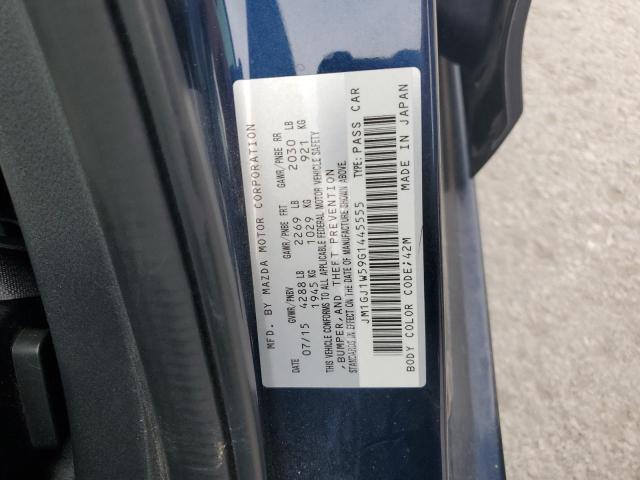 MFD. BY MAZDA MOTOR CORPORATION
DATE GVWR/PNBV GAWR/PNBE FRT GAWR/PNBE RR
07/15 4288 LB 2269 LB 2030 LB
1945 KG 1029 KG 921 KG
THIS VEHICLE CONFORMS TO ALL APPLICABLE FEDERAL MOTOR VEHICLE SAFETY
,BUMPER,AND THEFT PREVENTION
STANDARDS IN EFFECT ON THE DATE OF MANUFACTURE SHOWN ABOVE.
JM1GJ1W59G1445555 TYPE: PASS CAR
BODY COLOR CODE;42M MADE IN JAPAN